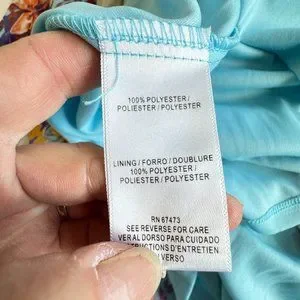 100% POLYESTER /
POLIESTER / POLYESTER
LINING / FORRO / DOUBLURE
100% POLYESTER /
POLIESTER / POLYESTER
RN 67473
SEE REVERSE FOR CARE
VER AL DORSO PARA CUIDADO
INSTRUCTIONS D'ENTRETIEN
VERSO